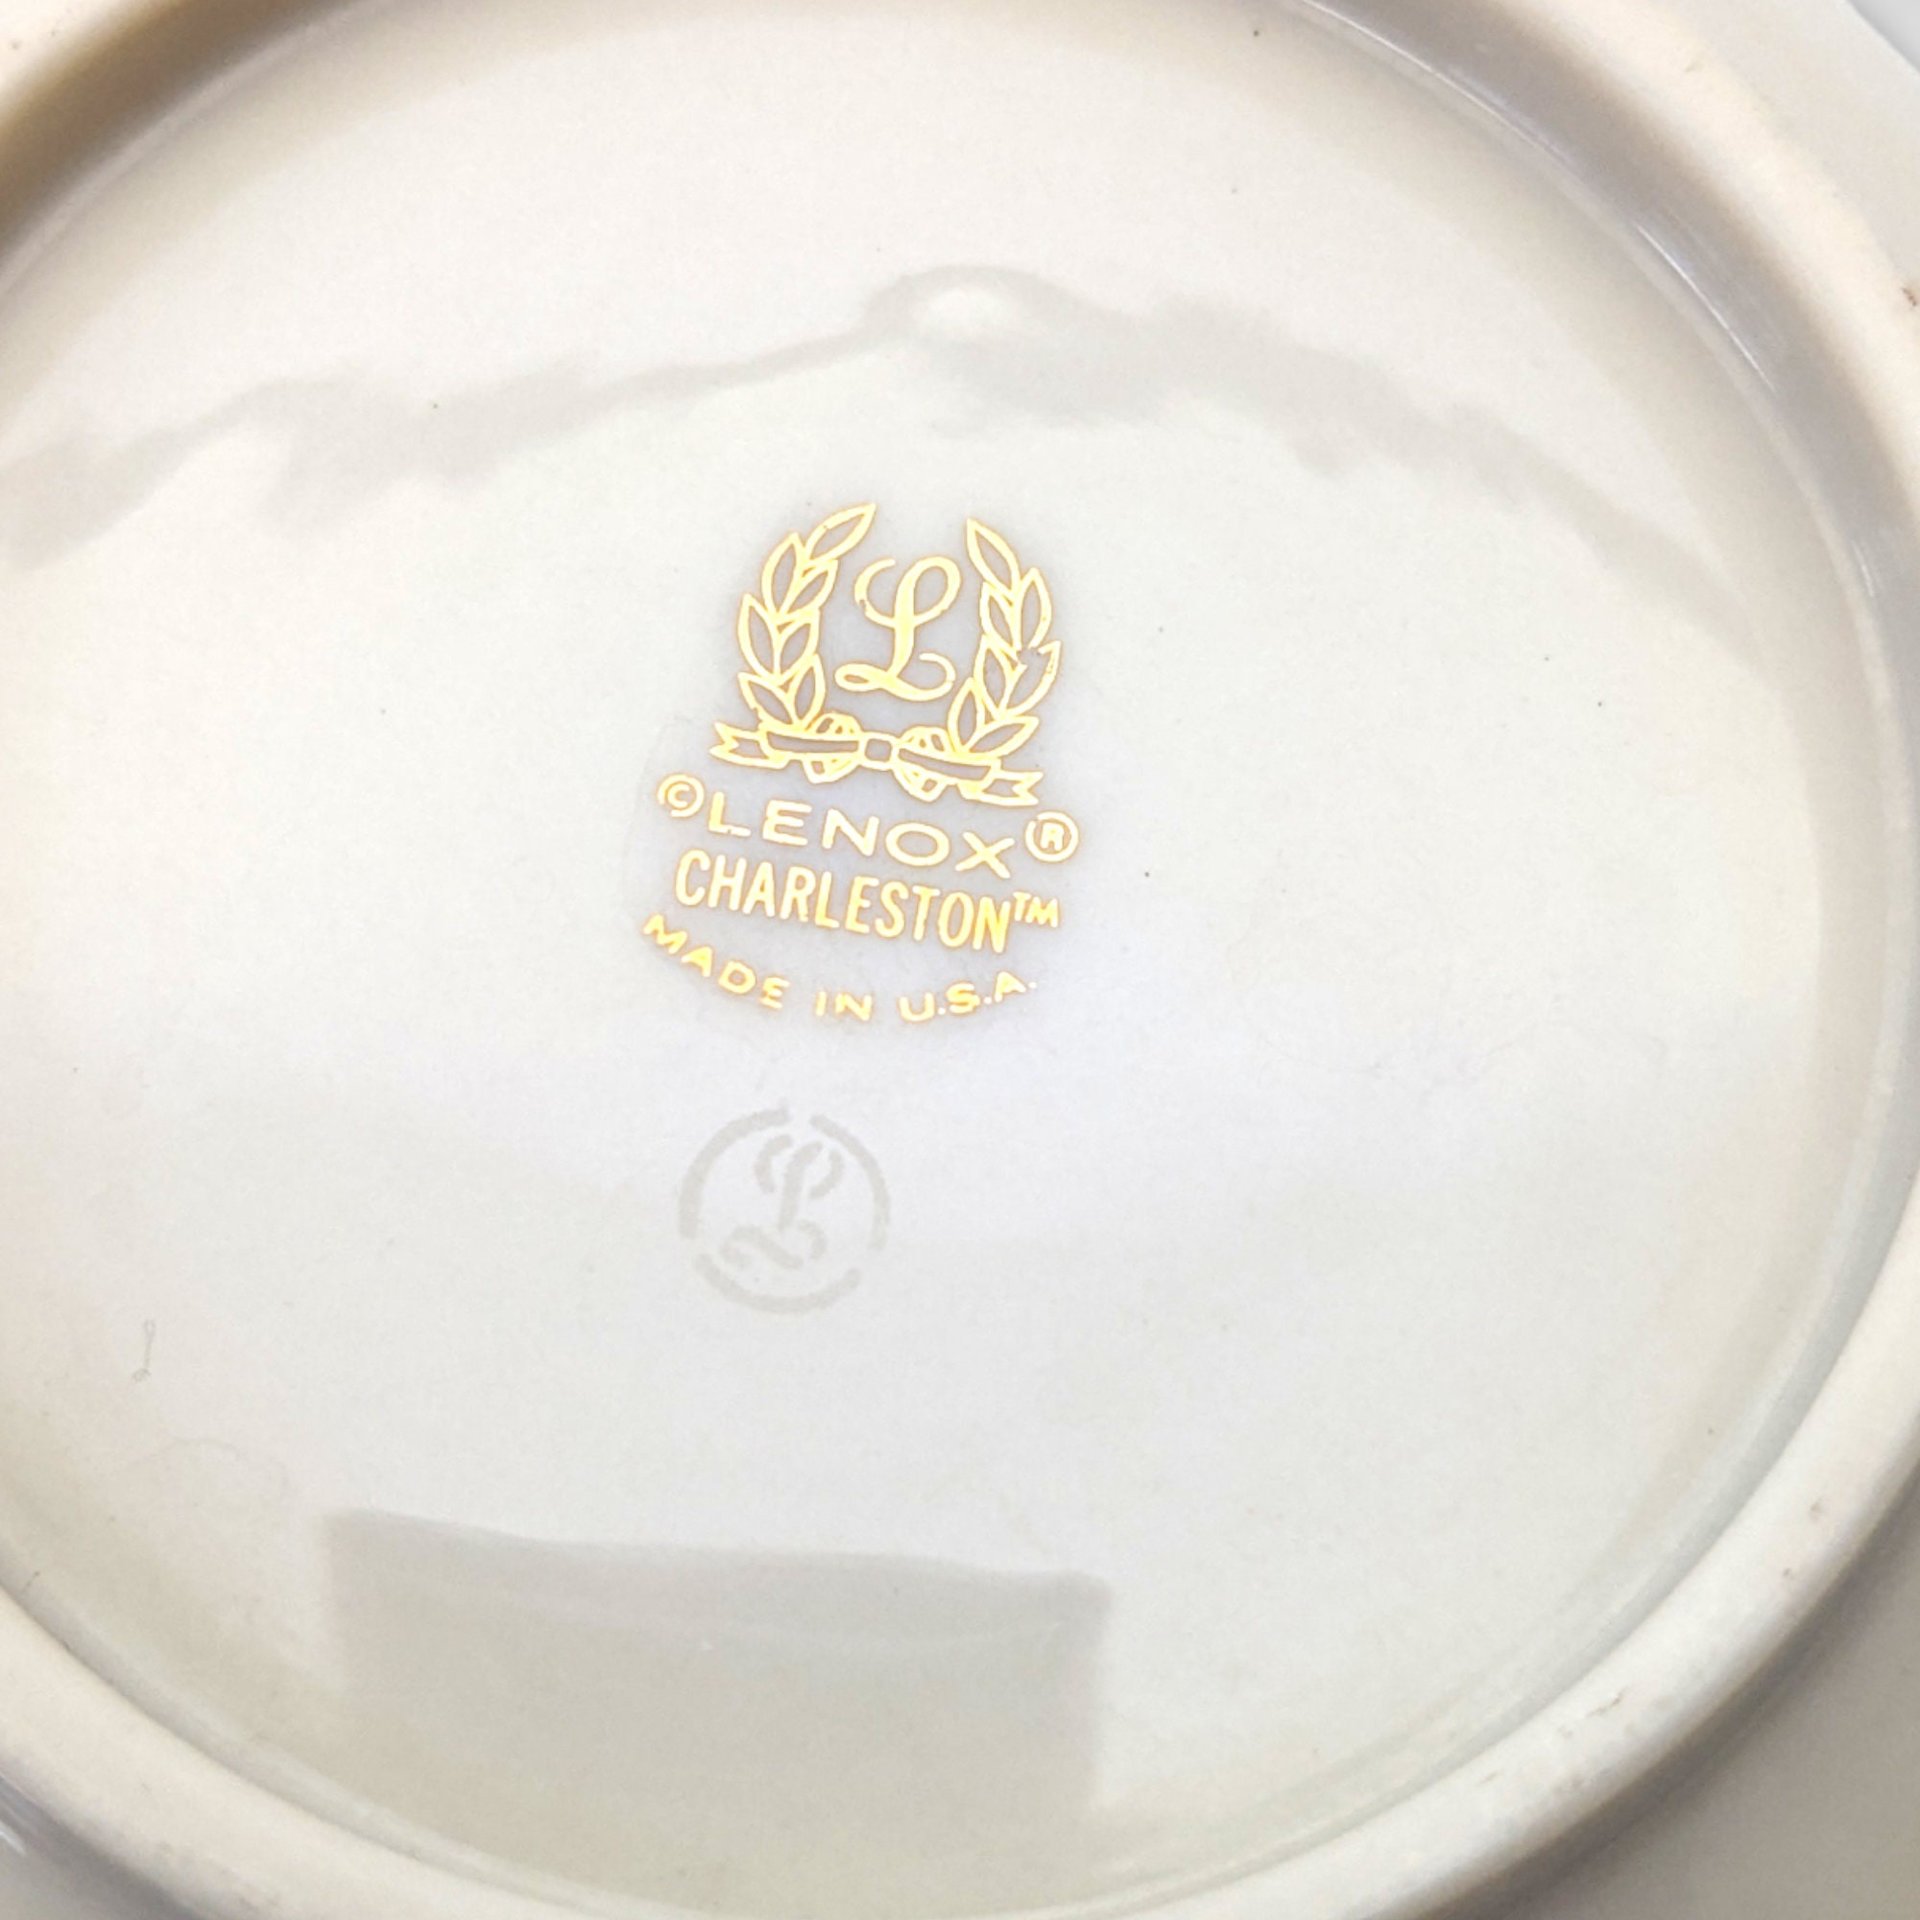 L
©LENOX®
CHARLESTON™
MADE IN U.S.A.
L